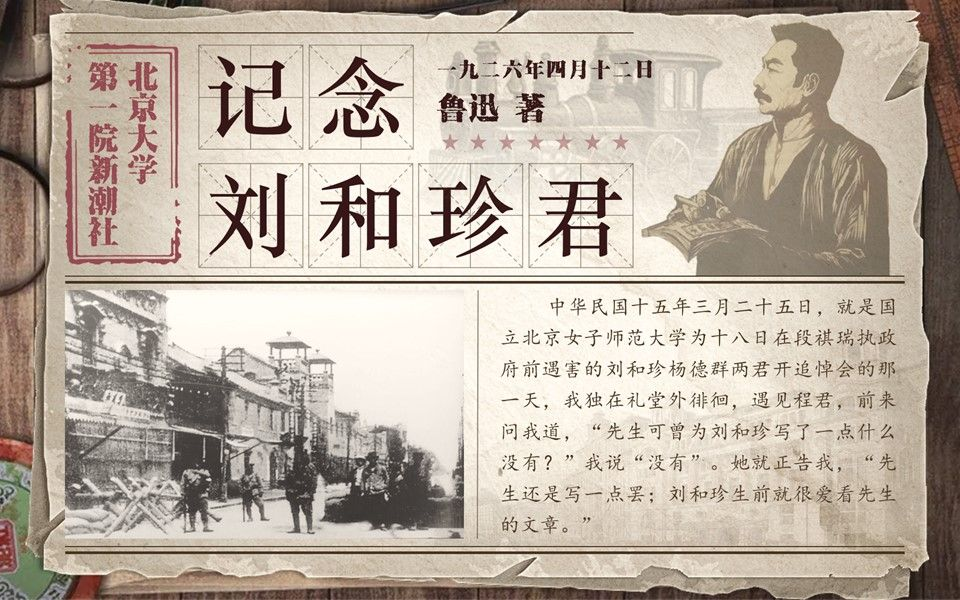 北京大学
第一院新潮社
记念
刘和珍君
一九二六年四月十二日
鲁迅 著
中华民国十五年三月二十五日，就是国
立北京女子师范大学为十八日在段祺瑞执政
府前遇害的刘和珍杨德群两君开追悼会的那
一天，我独在礼堂外徘徊，遇见程君，前来
问我道，“先生可曾为刘和珍写了一点什么
没有？”我说“没有”。她就正告我，“先
生还是写一点罢；刘和珍生前就很爱看先生
的文章。”